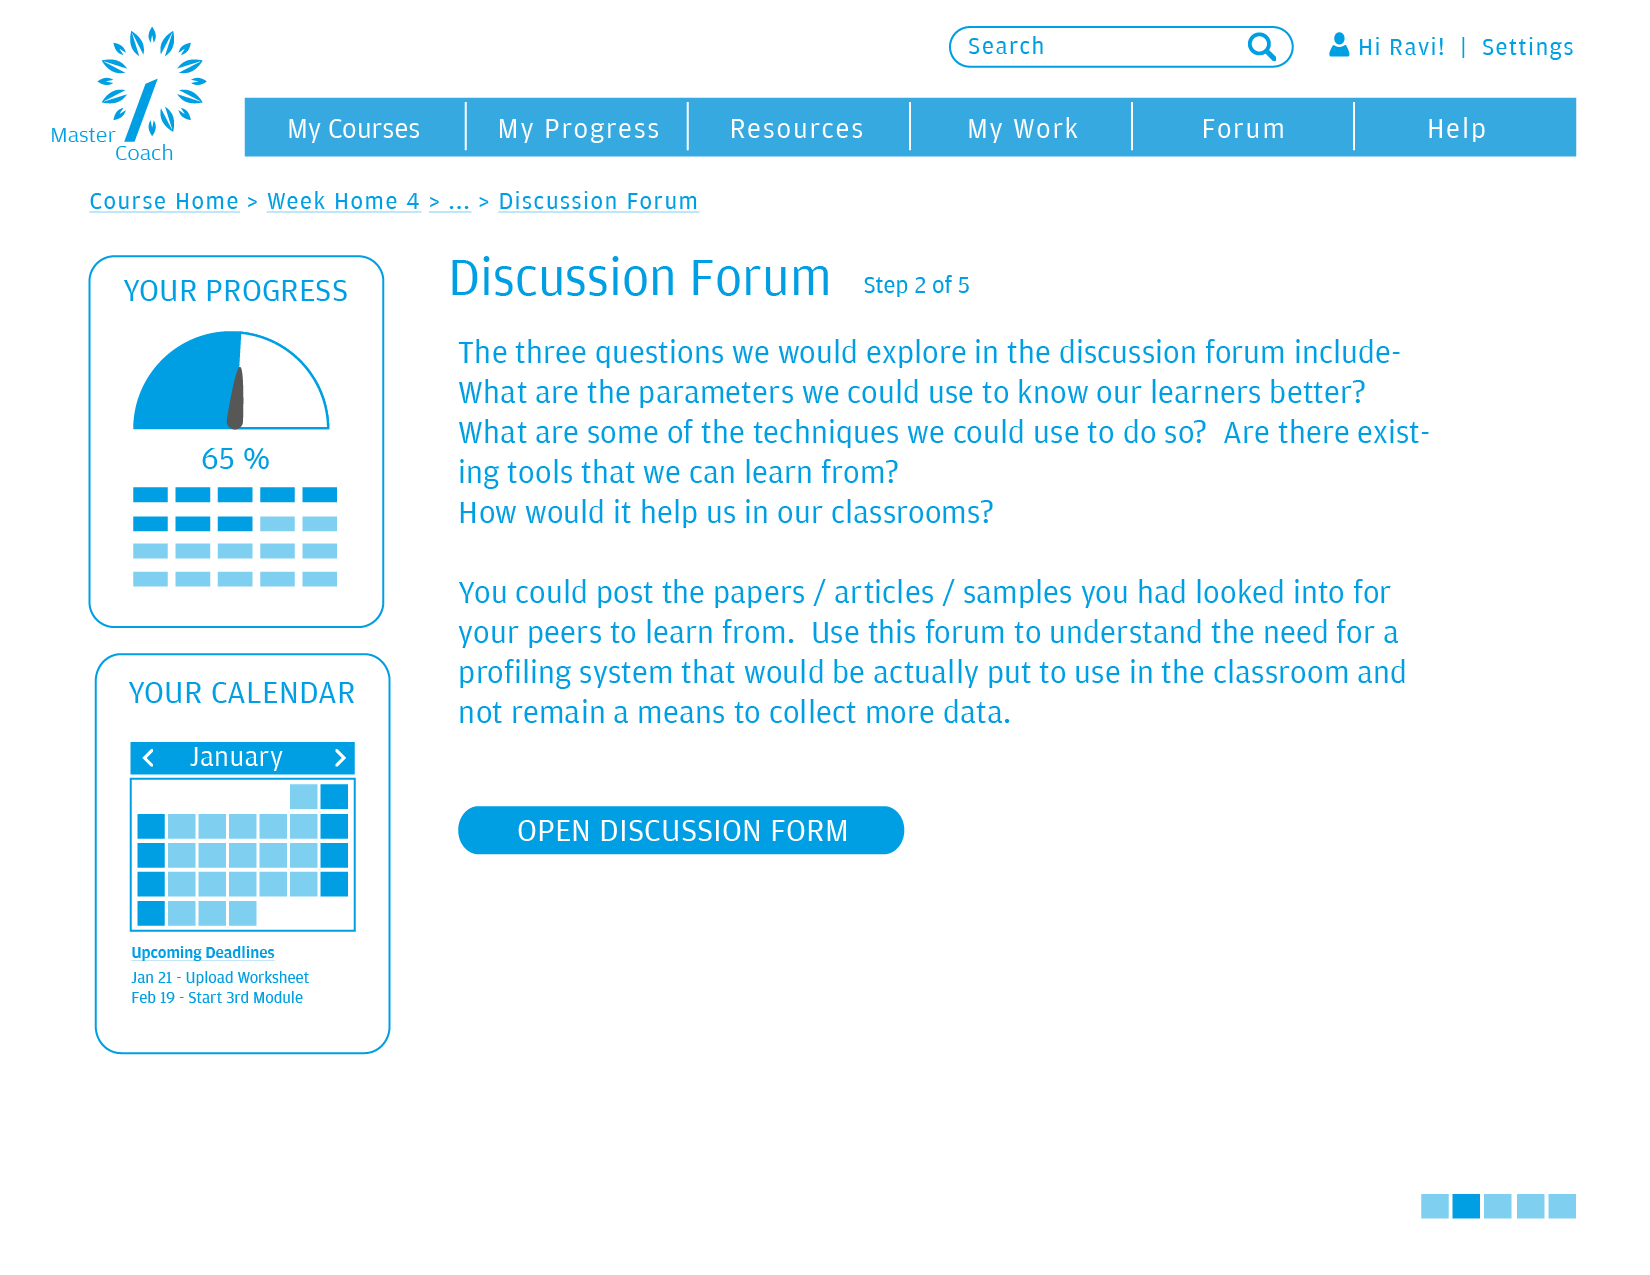 Master
Coach
Search
Hi Ravi! | Settings
My Courses
My Progress
Resources
My Work
Forum
Help
Course Home > Week Home 4 > ... > Discussion Forum
YOUR PROGRESS
65 %
YOUR CALENDAR
January
Upcoming Deadlines
Jan 21 - Upload Worksheet
Feb 19 - Start 3rd Module
Discussion Forum Step 2 of 5
The three questions we would explore in the discussion forum include-
What are the parameters we could use to know our learners better?
What are some of the techniques we could use to do so?  Are there exist-
ing tools that we can learn from?
How would it help us in our classrooms?
You could post the papers / articles / samples you had looked into for
your peers to learn from.  Use this forum to understand the need for a
profiling system that would be actually put to use in the classroom and
not remain a means to collect more data.
OPEN DISCUSSION FORM